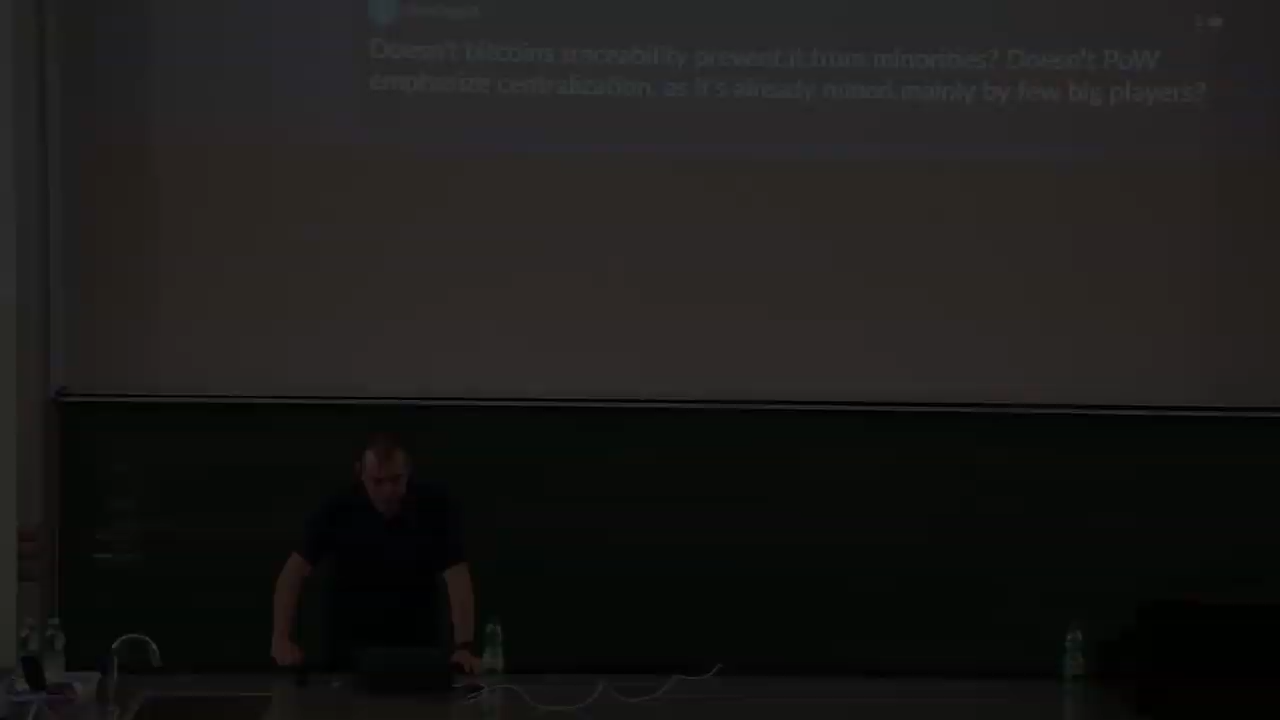 Doesn't bitcoins traceability prevent it from minorities? Doesn't PoW
emphasize centralization, as it's already mined mainly by few big players?